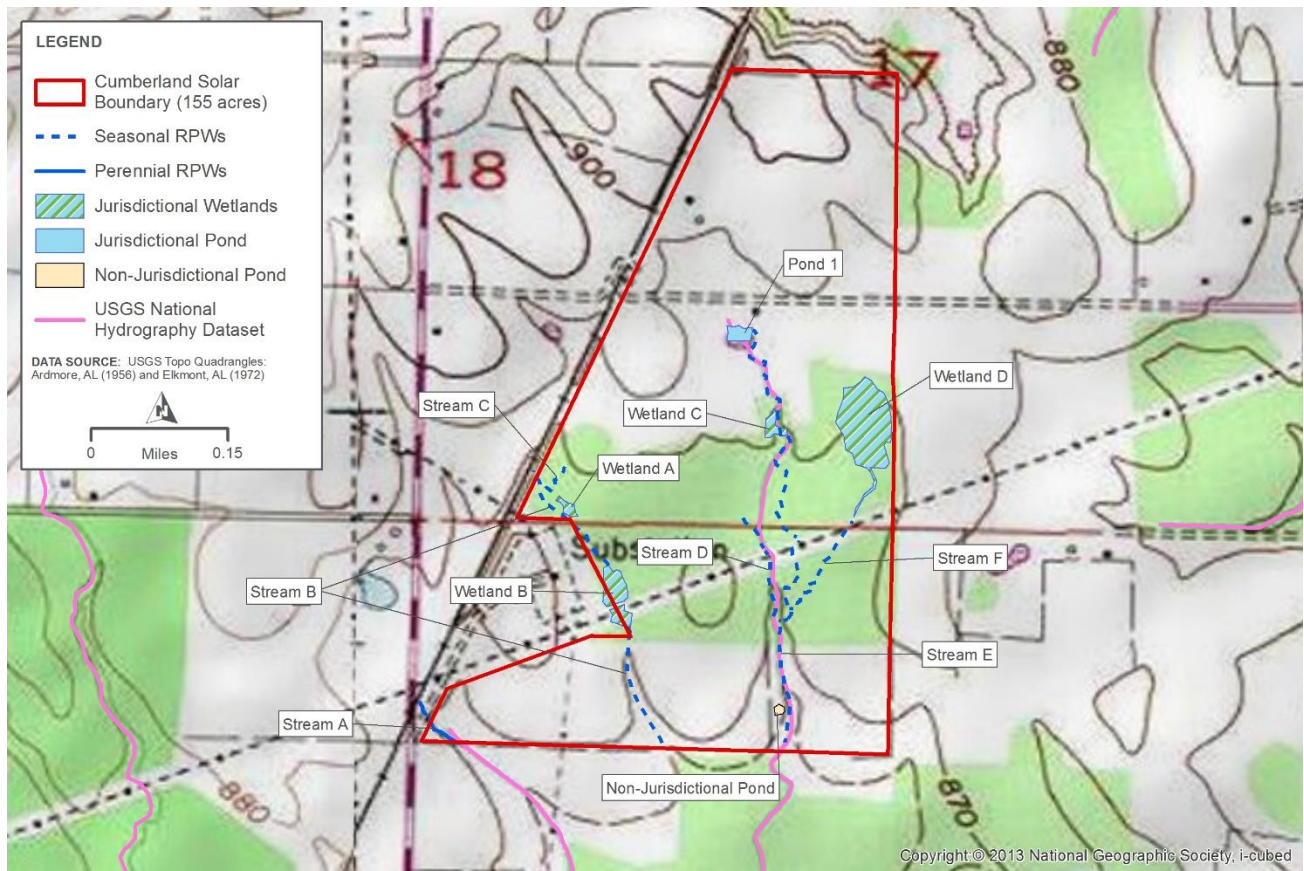 LEGEND
Cumberland Solar
Boundary (155 acres)
Seasonal RPWs
Perennial RPWs
Jurisdictional Wetlands
Jurisdictional Pond
Non-Jurisdictional Pond
USGS National
Hydrography Dataset
DATA SOURCE: USGS Topo Quadrangles:
Ardmore, AL (1956) and Elkmont, AL (1972)
N
0 Miles 0.15
17
880
18
900
Pond 1
Wetland D
Stream C
Wetland C
Wetland A
Substation
Stream D
Stream F
Stream B
Wetland B
Stream E
Stream A
Non-Jurisdictional Pond
880
870
Copyright:© 2013 National Geographic Society, i-cubed